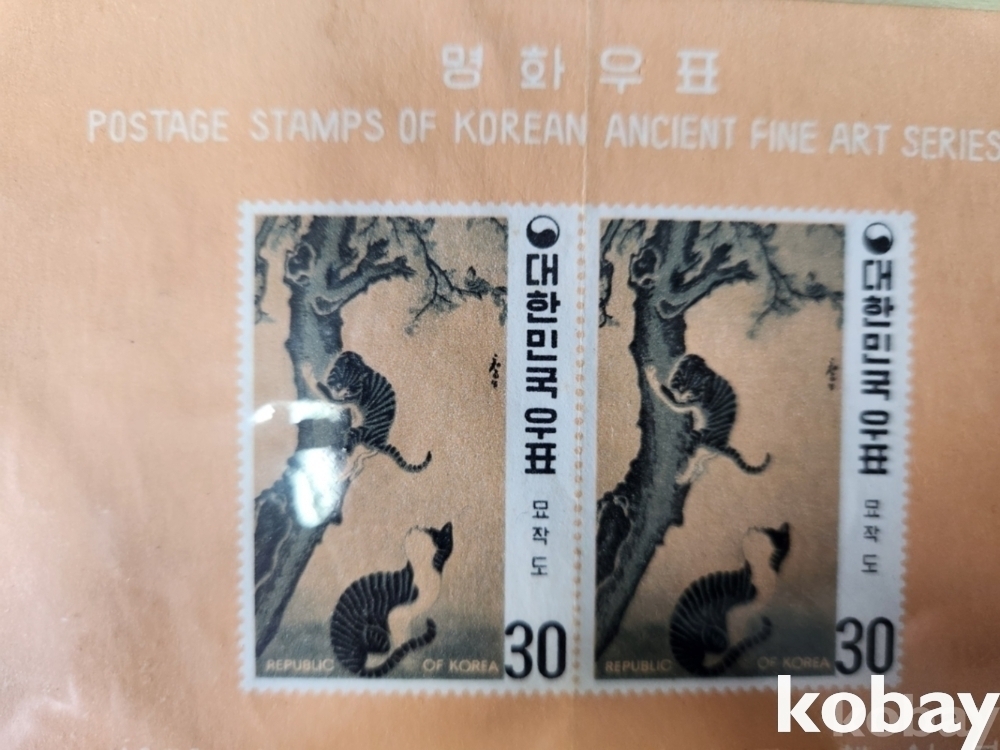 명화우표
POSTAGE STAMPS OF KOREAN ANCIENT FINE ART SERIES
대한민국 우표
묘작도
REPUBLIC OF KOREA
30
대한민국 우표
묘작도
REPUBLIC OF KOREA
30
kobay